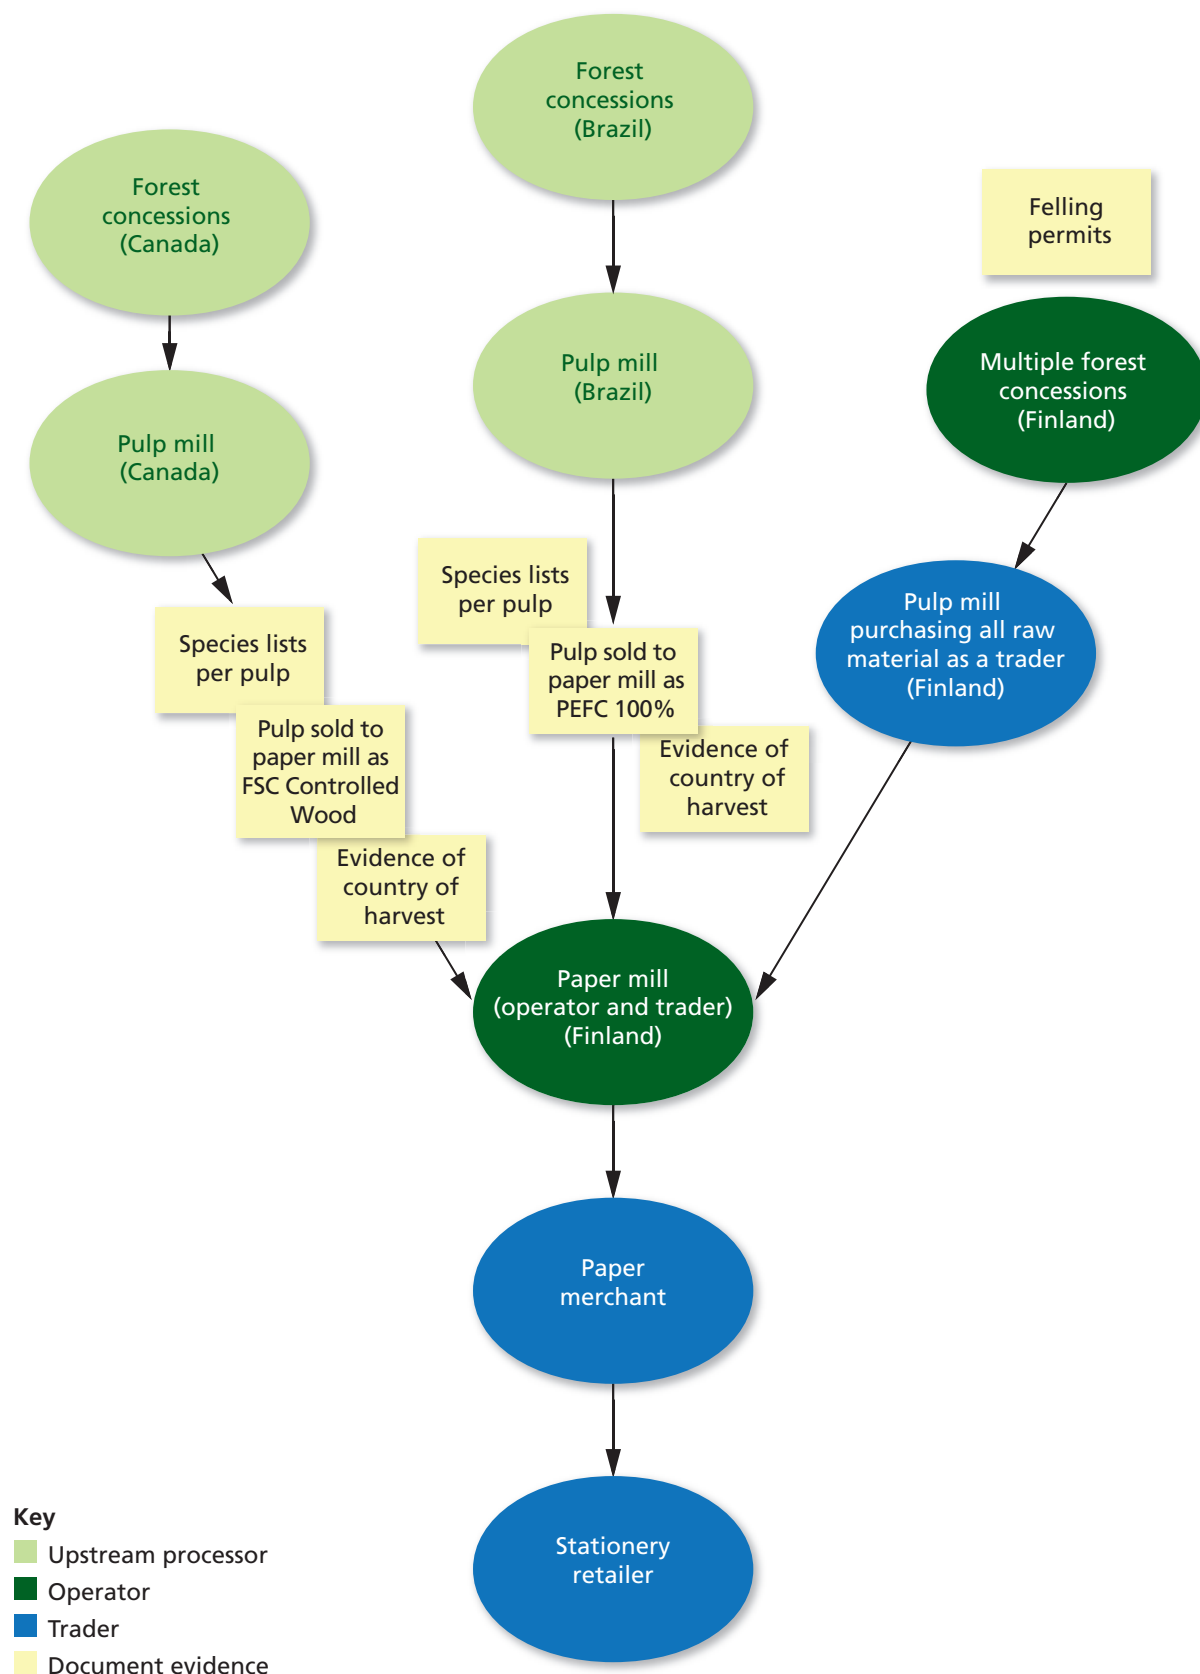 Forest
concessions
(Brazil)
Forest
concessions
(Canada)
Felling
permits
Pulp mill
(Brazil)
Multiple forest
concessions
(Finland)
Pulp mill
(Canada)
Species lists
per pulp
Pulp sold to
paper mill as
PEFC 100%
Evidence of
country of
harvest
Pulp mill
purchasing all raw
material as a trader
(Finland)
Species lists
per pulp
Pulp sold to
paper mill as
FSC Controlled
Wood
Evidence of
country of
harvest
Paper mill
(operator and trader)
(Finland)
Paper
merchant
Stationery
retailer
Key
Upstream processor
Operator
Trader
Document evidence